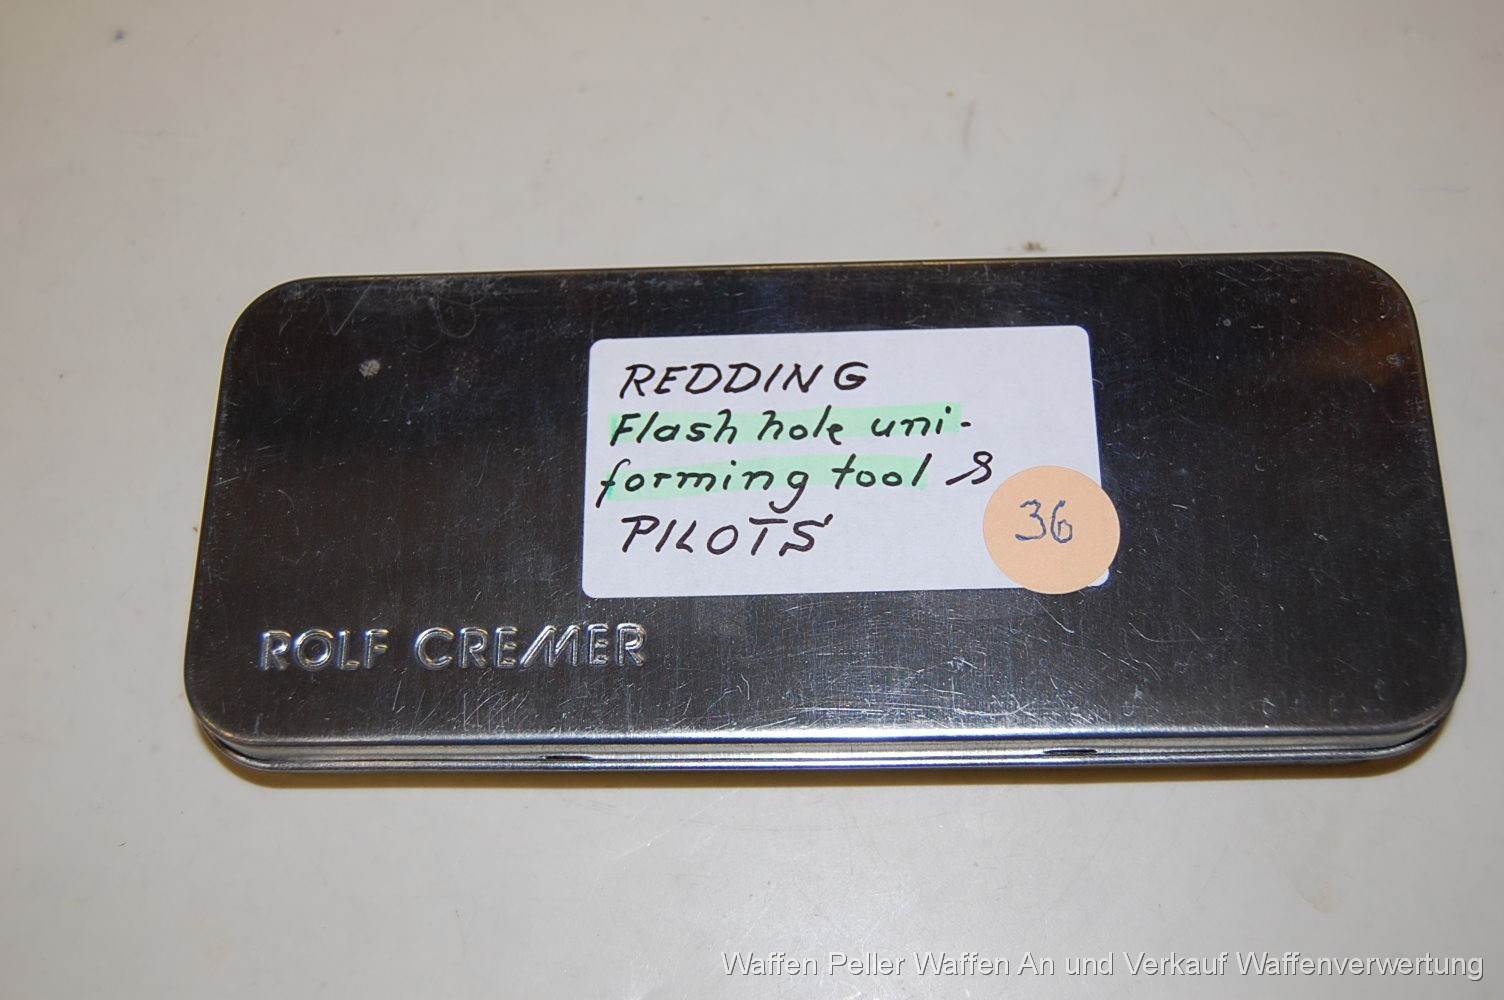 REDDING
Flash hole uni-
forming tool &
PILOTS
36
ROLF CREMER
Waffen Peller Waffen An und Verkauf Waffenverwertung